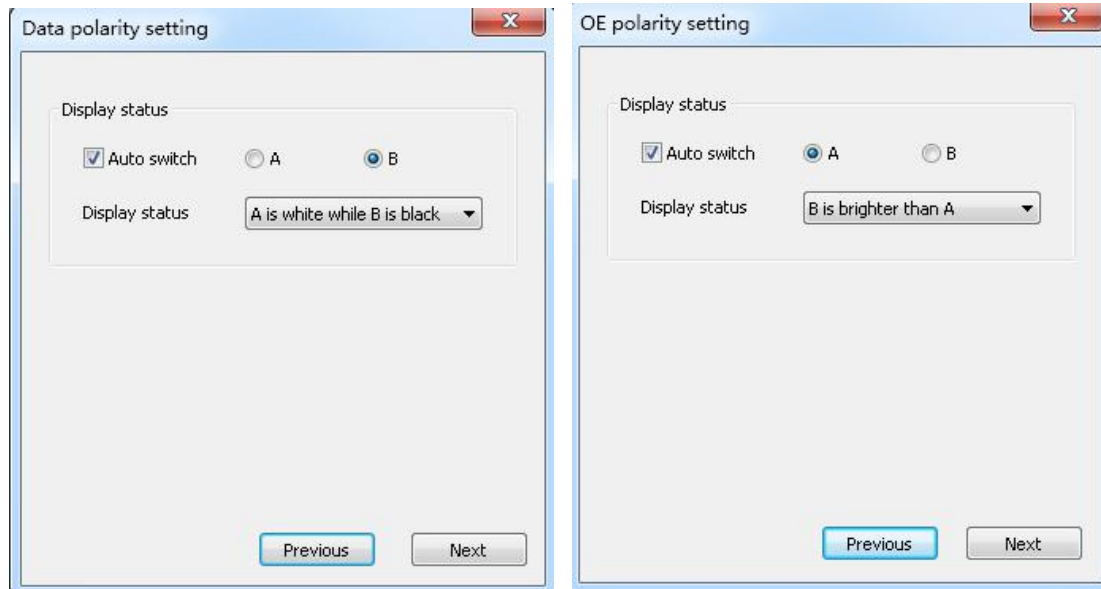 Data polarity setting
Display status
Auto switch A B
Display status A is white while B is black
Previous Next
OE polarity setting
Display status
Auto switch A B
Display status B is brighter than A
Previous Next